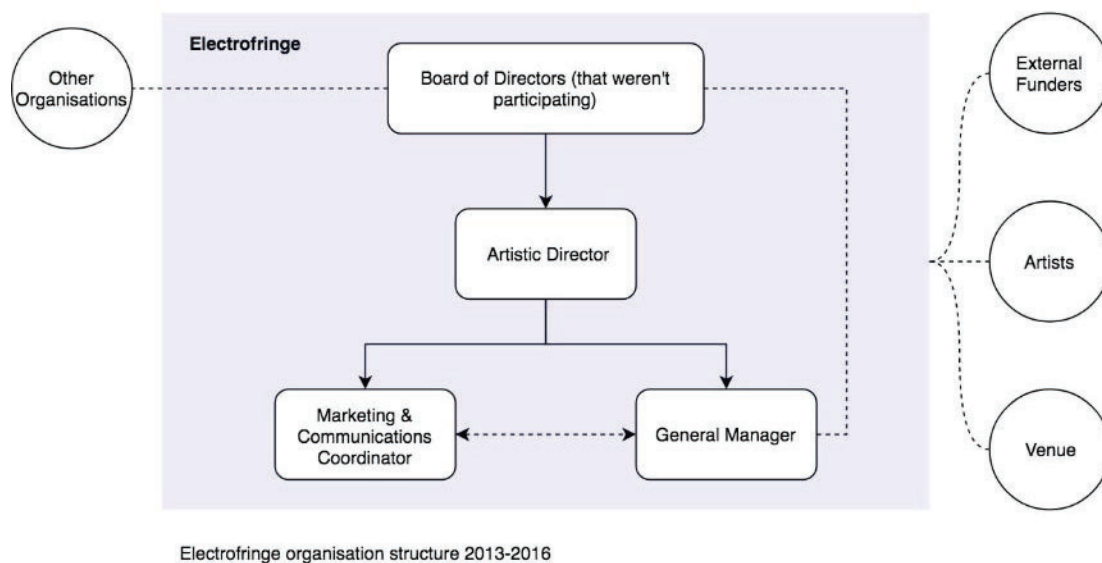 Electrofringe
Other
Organisations
Board of Directors (that weren't
participating)
External
Funders
Artistic Director
Artists
Marketing &
Communications
Coordinator
General Manager
Venue
Electrofringe organisation structure 2013-2016